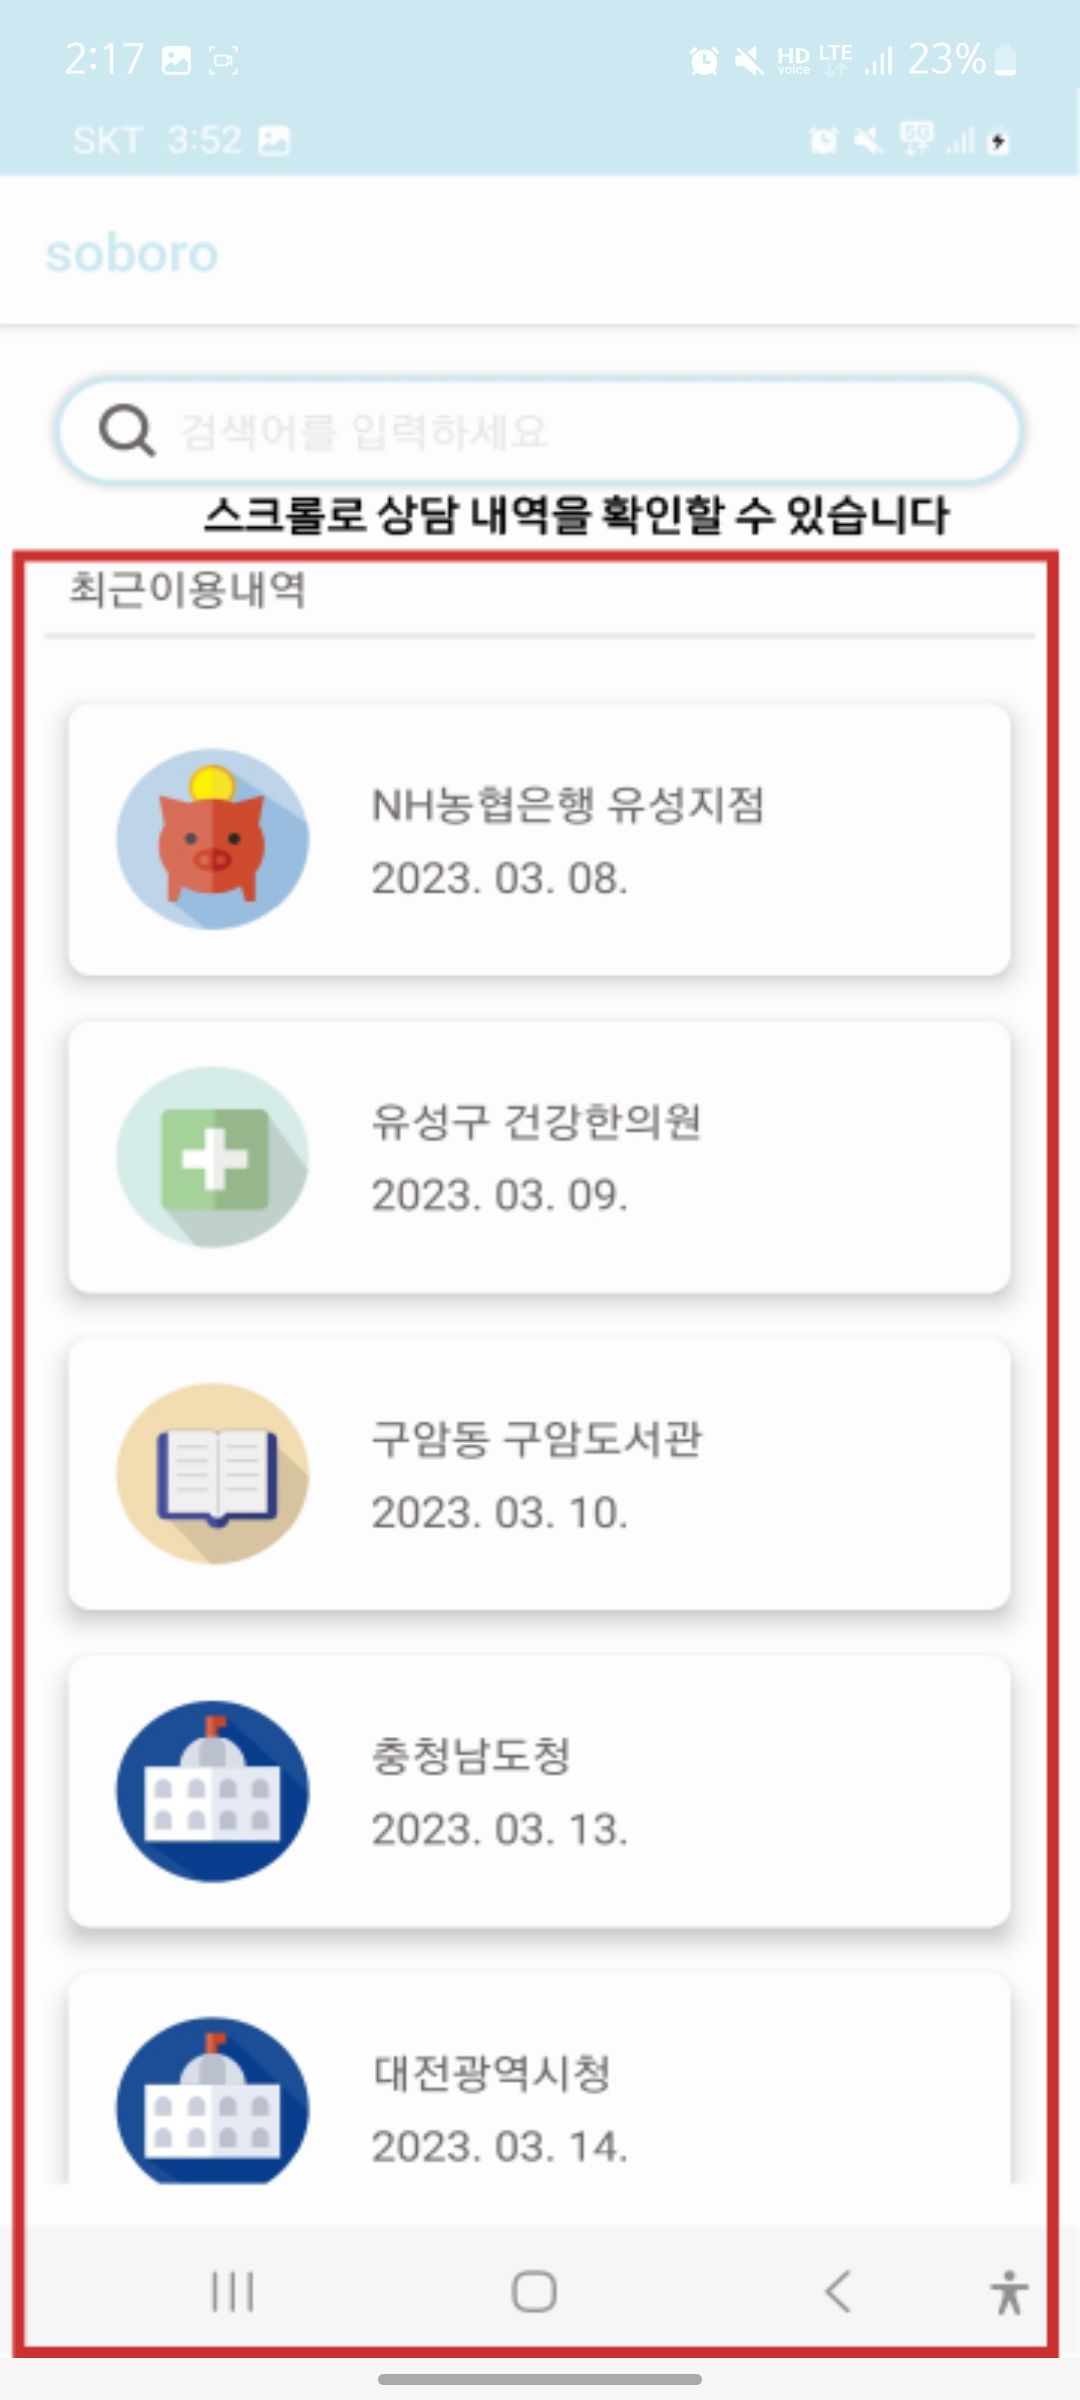 2:17 HD voice LTE 23%
SKT 3:52 5G
soboro
검색어를 입력하세요
스크롤로 상담 내역을 확인할 수 있습니다
최근이용내역
NH농협은행 유성지점
2023. 03. 08.
유성구 건강한의원
2023. 03. 09.
구암동 구암도서관
2023. 03. 10.
충청남도청
2023. 03. 13.
대전광역시청
2023. 03. 14.